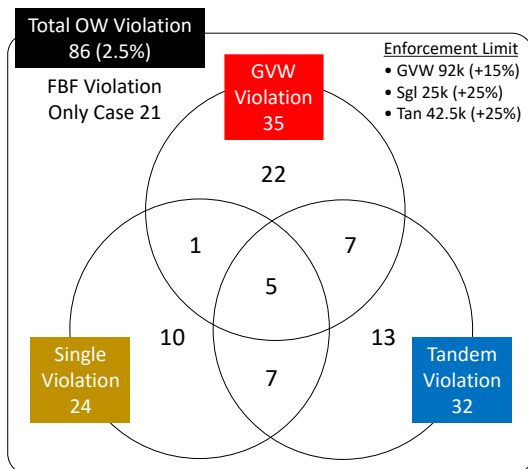 Total OW Violation
86 (2.5%)
FBF Violation
Only Case 21
GVW
Violation
35
Enforcement Limit
• GVW 92k (+15%)
• Sgl 25k (+25%)
• Tan 42.5k (+25%)
22
1
7
5
10
13
7
Single
Violation
24
Tandem
Violation
32